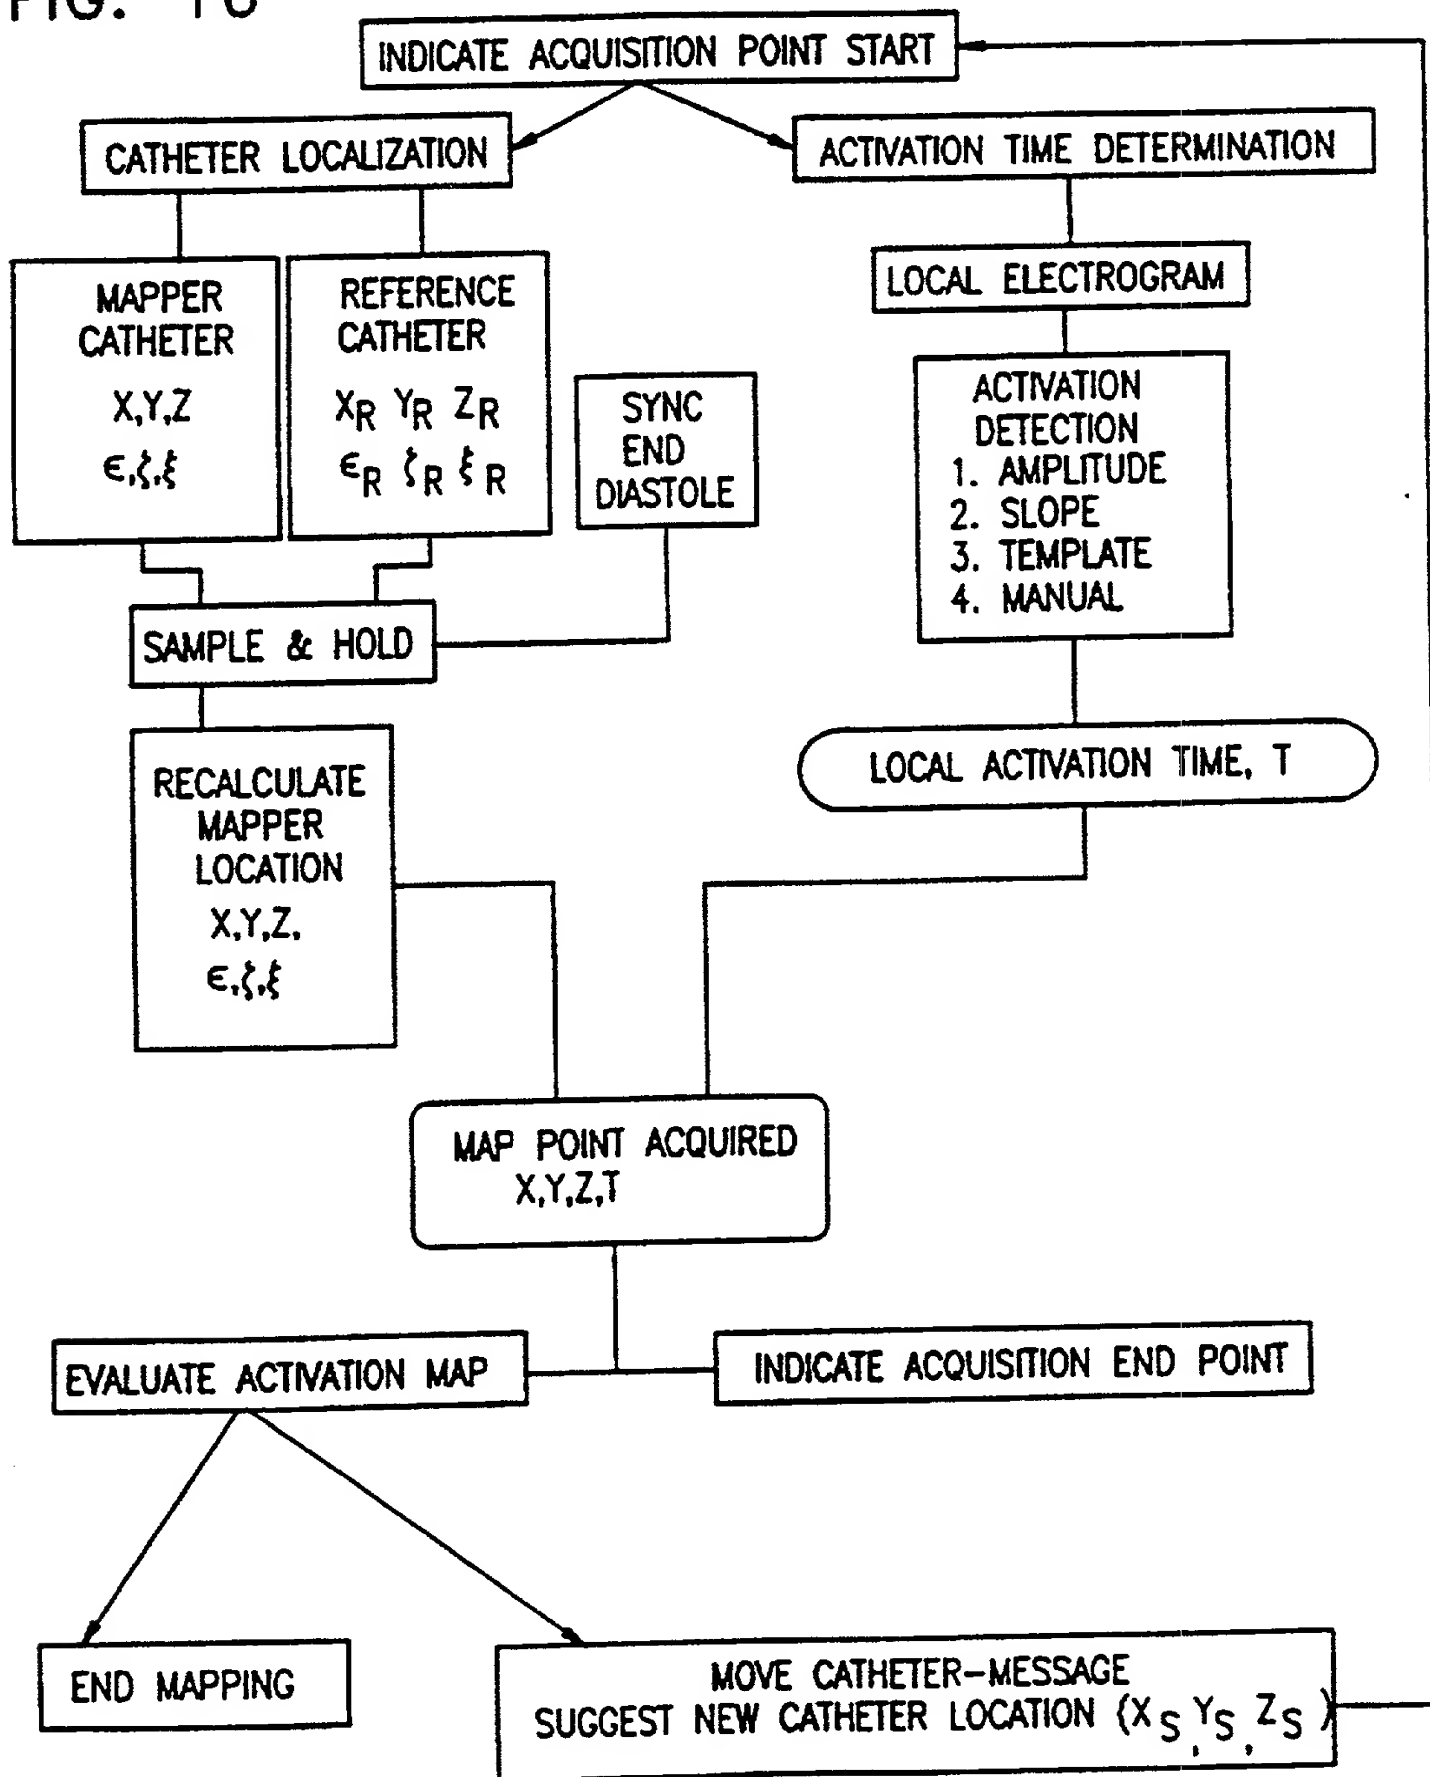 FIG. 16
INDICATE ACQUISITION POINT START
CATHETER LOCALIZATION
ACTIVATION TIME DETERMINATION
MAPPER
CATHETER
X,Y,Z
ϵ,ζ,ξ
REFERENCE
CATHETER
XR YR ZR
ϵR ζR ξR
SYNC
END
DIASTOLE
LOCAL ELECTROGRAM
ACTIVATION
DETECTION
1. AMPLITUDE
2. SLOPE
3. TEMPLATE
4. MANUAL
SAMPLE & HOLD
RECALCULATE
MAPPER
LOCATION
X,Y,Z,
ϵ,ζ,ξ
LOCAL ACTIVATION TIME, T
MAP POINT ACQUIRED
X,Y,Z,T
EVALUATE ACTIVATION MAP
INDICATE ACQUISITION END POINT
END MAPPING
MOVE CATHETER-MESSAGE
SUGGEST NEW CATHETER LOCATION (XS, YS, ZS)